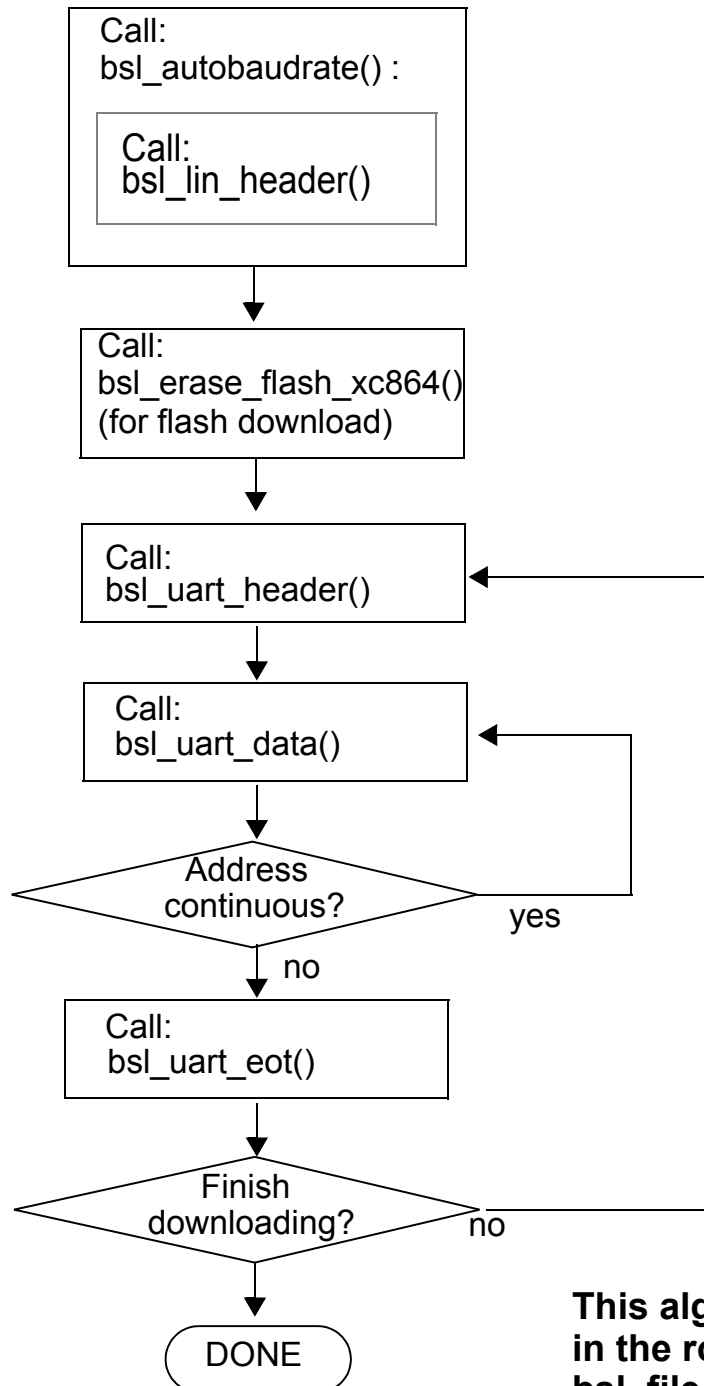 Call:
bsl_autobaudrate() :
Call:
bsl_lin_header()
Call:
bsl_erase_flash_xc864()
(for flash download)
Call:
bsl_uart_header()
Call:
bsl_uart_data()
Address
continuous?
yes
no
Call:
bsl_uart_eot()
Finish
downloading?
no
DONE
This alg
in the ro